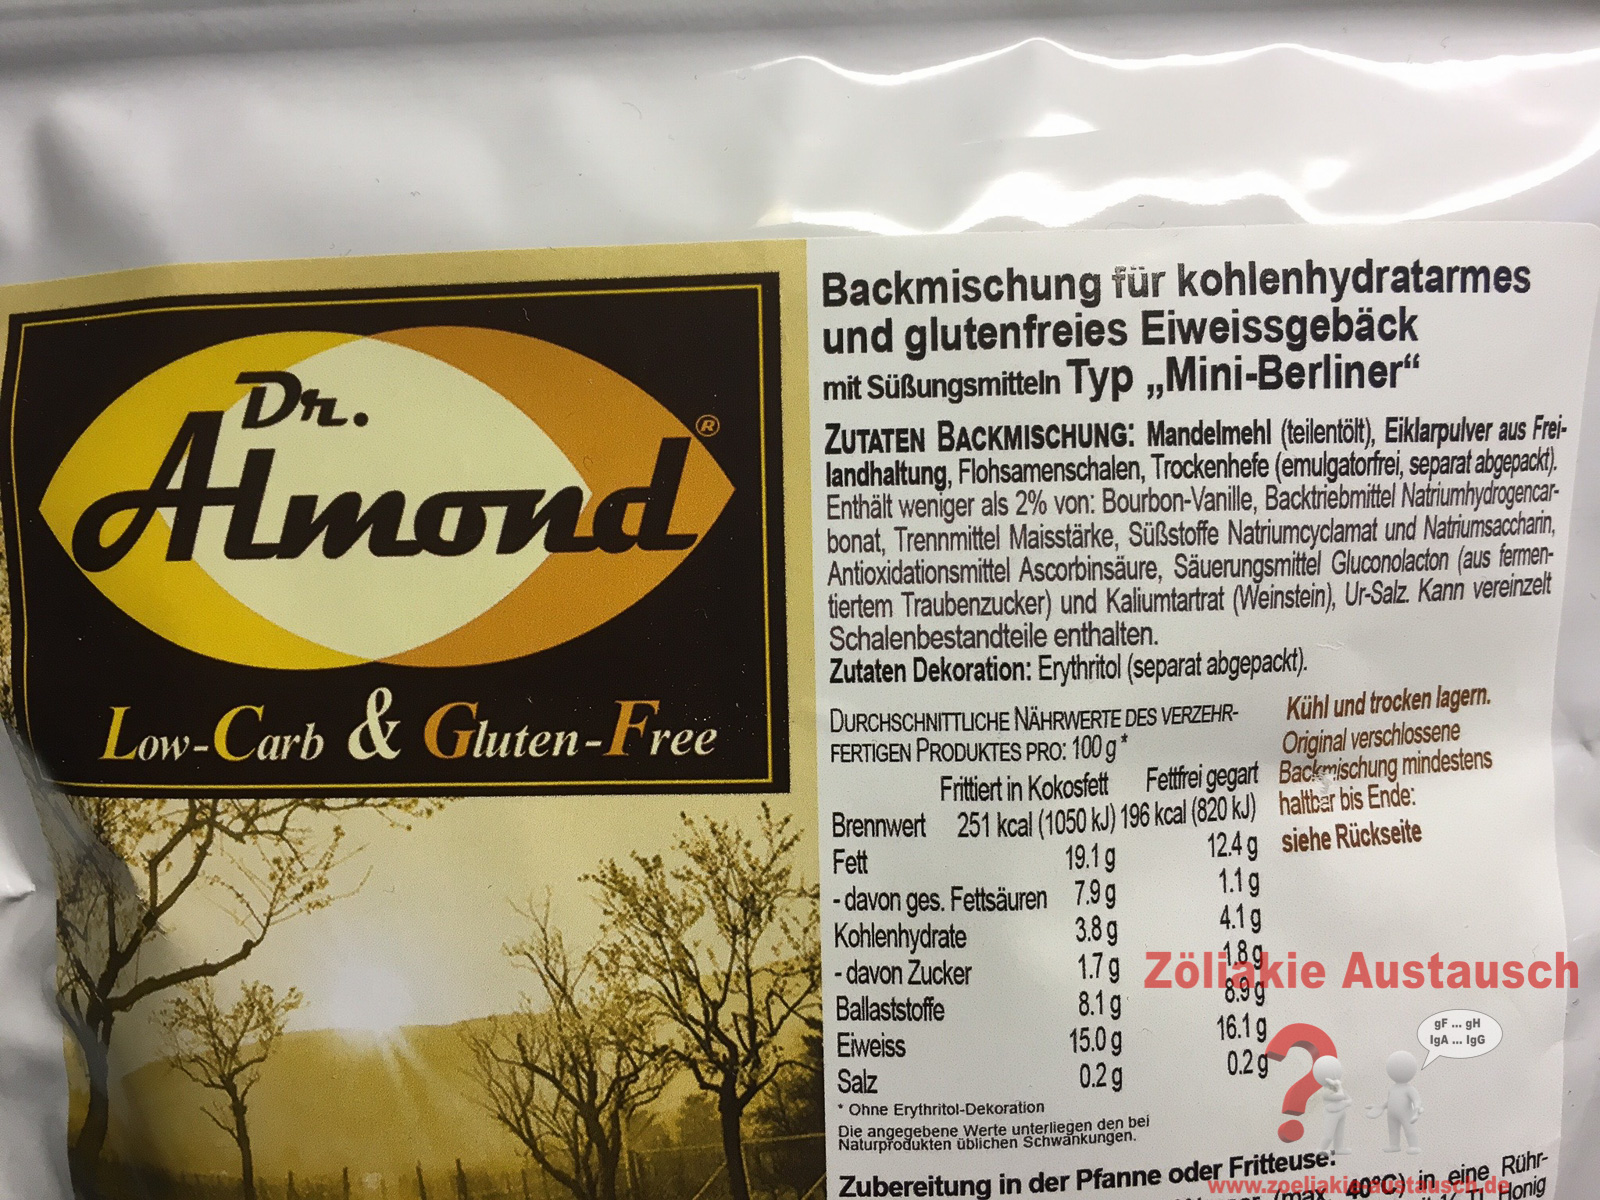 Dr.
Almond®
Low-Carb & Gluten-Free
Backmischung für kohlenhydratarmes
und glutenfreies Eiweissgebäck
mit Süßungsmitteln Typ „Mini-Berliner“
ZUTATEN BACKMISCHUNG: Mandelmehl (teilentölt), Eiklarpulver aus Frei-
landhaltung, Flohsamenschalen, Trockenhefe (emulgatorfrei, separat abgepackt).
Enthält weniger als 2% von: Bourbon-Vanille, Backtriebmittel Natriumhydrogencar-
bonat, Trennmittel Maisstärke, Süßstoffe Natriumcyclamat und Natriumsaccharin,
Antioxidationsmittel Ascorbinsäure, Säuerungsmittel Gluconolacton (aus fermen-
tiertem Traubenzucker) und Kaliumtartrat (Weinstein), Ur-Salz. Kann vereinzelt
Schalenbestandteile enthalten.
Zutaten Dekoration: Erythritol (separat abgepackt).
DURCHSCHNITTLICHE NÄHRWERTE DES VERZEHR-
FERTIGEN PRODUKTES PRO: 100 g*
Frittiert in Kokosfett Fettfrei gegart
Brennwert 251 kcal (1050 kJ) 196 kcal (820 kJ)
Fett 19.1 g 12.4 g
- davon ges. Fettsäuren 7.9 g 1.1 g
Kohlenhydrate 3.8 g 4.1 g
- davon Zucker 1.7 g 1.8 g
Ballaststoffe 8.1 g 8.9 g
Eiweiss 15.0 g 16.1 g
Salz 0.2 g 0.2 g
* Ohne Erythritol-Dekoration
Die angegebene Werte unterliegen den bei
Naturprodukten üblichen Schwankungen.
Kühl und trocken lagern.
Original verschlossene
Backmischung mindestens
haltbar bis Ende:
siehe Rückseite
Zöliakie Austausch
gF ... gH
IgA ... IgG
Zubereitung in der Pfanne oder Fritteuse:
(max. 40°C) in eine Rühr-
Honig
www.zoeliakie-austausch.de